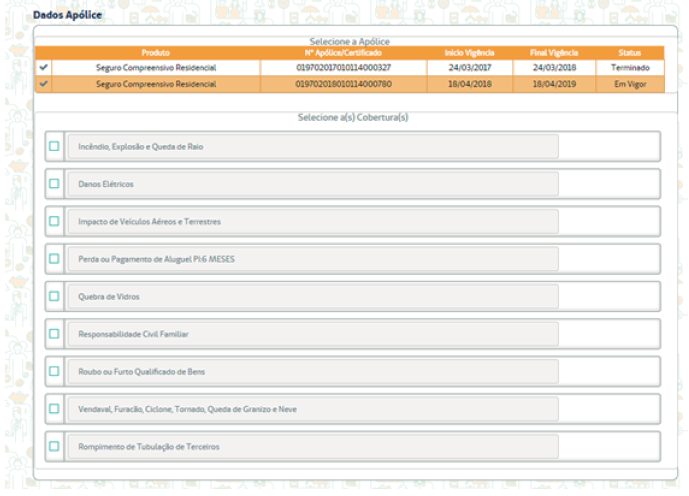 Dados Apólice
Selecione a Apólice
Produto Nº Apólice/Certificado Inicio Vigência Final Vigência Status
Seguro Compreensivo Residencial 019702017010114000327 24/03/2017 24/03/2018 Terminado
Seguro Compreensivo Residencial 019702018010114000780 18/04/2018 18/04/2019 Em Vigor
Selecione a(s) Cobertura(s)
Incêndio, Explosão e Queda de Raio
Danos Elétricos
Impacto de Veículos Aéreos e Terrestres
Perda ou Pagamento de Aluguel PI:6 MESES
Quebra de Vidros
Responsabilidade Civil Familiar
Roubo ou Furto Qualificado de Bens
Vendaval, Furacão, Ciclone, Tornado, Queda de Granizo e Neve
Rompimento de Tubulação de Terceiros